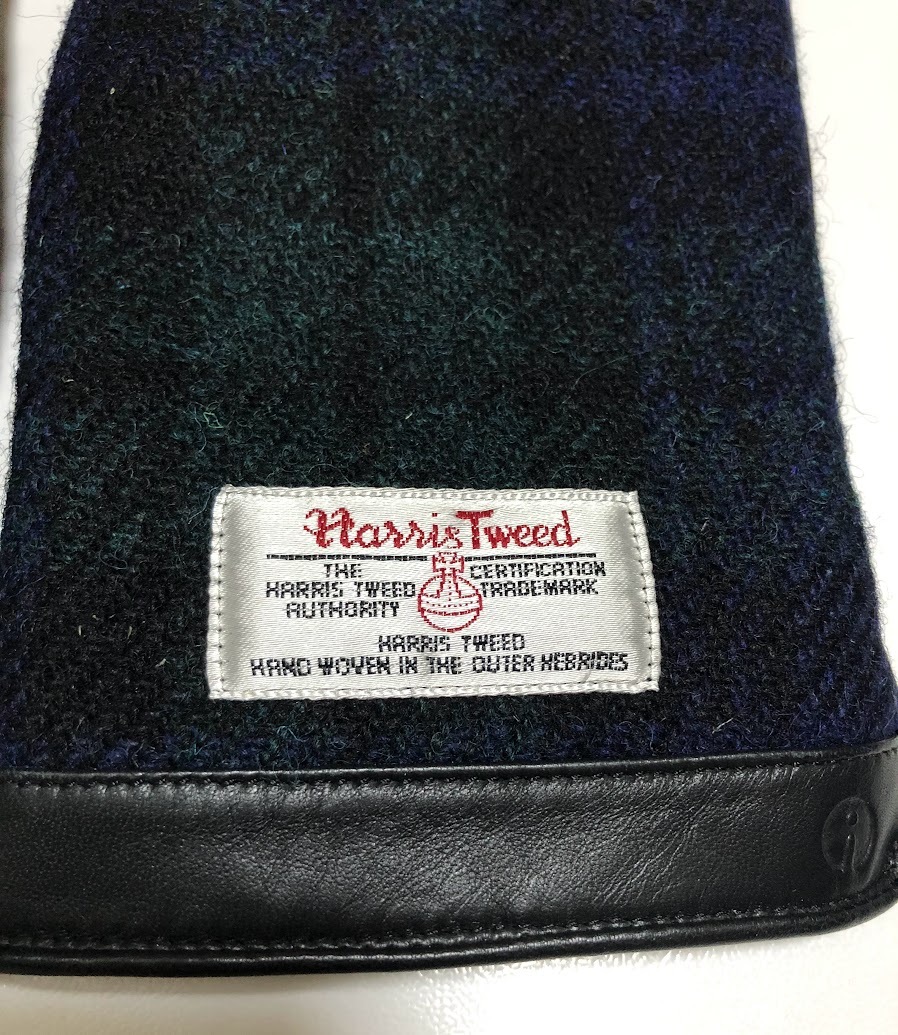 Harris Tweed
THE
HARRIS TWEED
AUTHORITY
CERTIFICATION
TRADEMARK
HARRIS TWEED
HAND WOVEN IN THE OUTER HEBRIDES
i